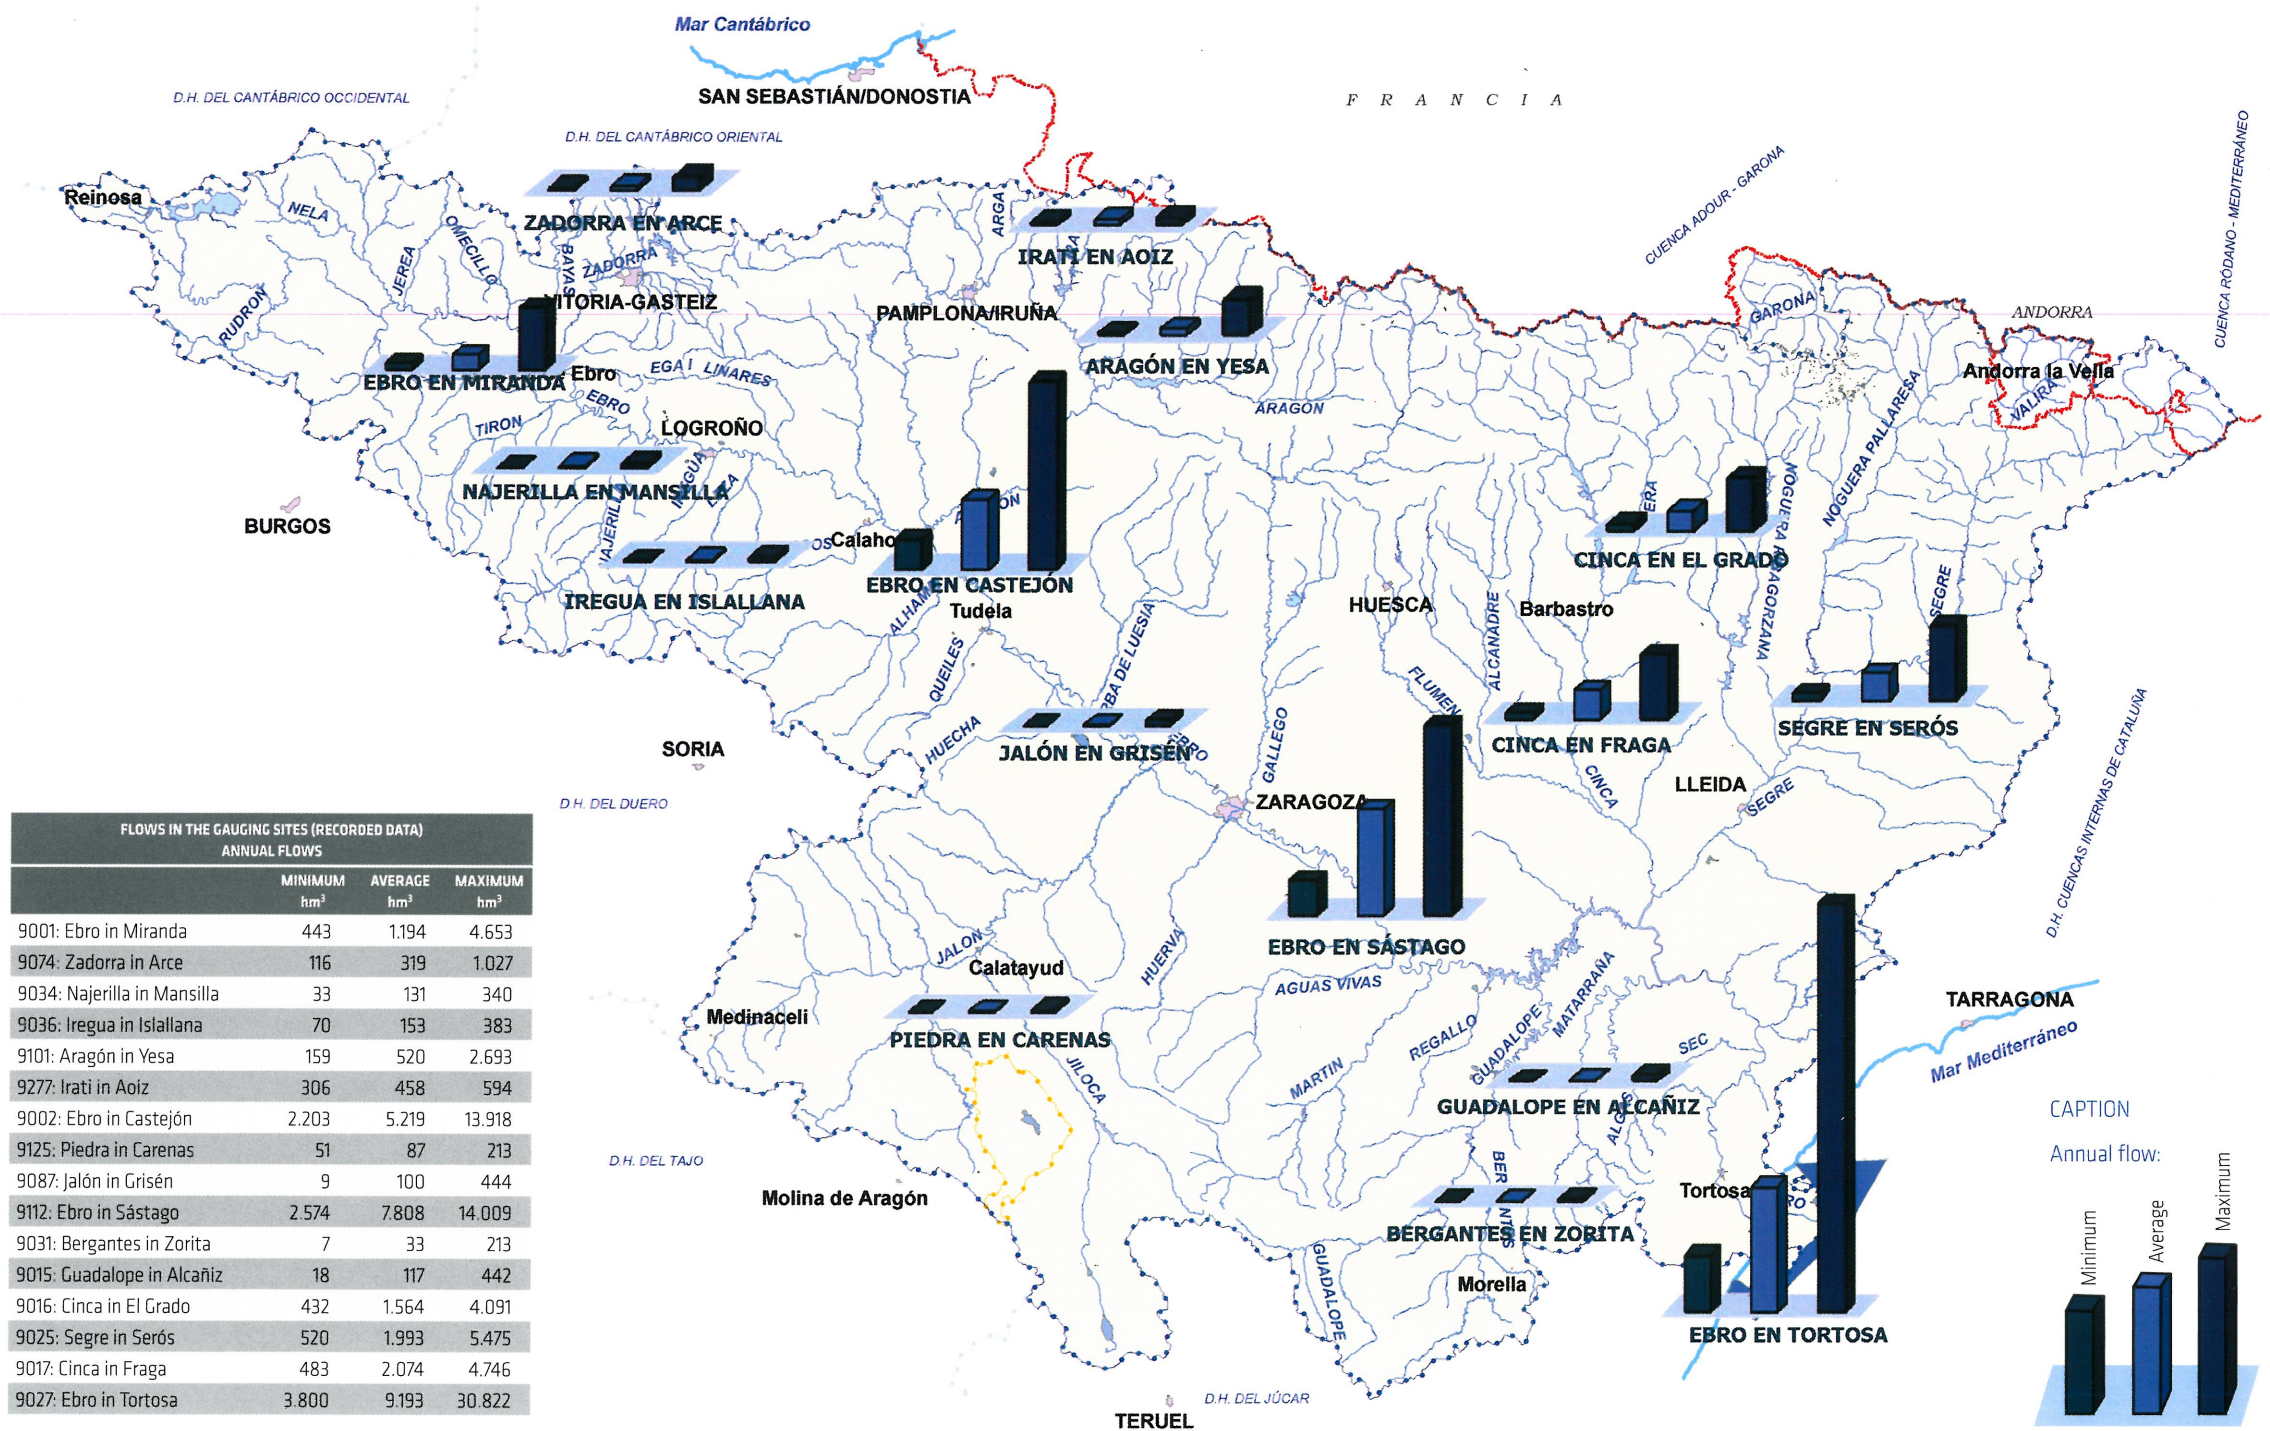 Mar Cantábrico
D.H. DEL CANTÁBRICO OCCIDENTAL
SAN SEBASTIÁN/DONOSTIA
F R A N C I A
D.H. DEL CANTÁBRICO ORIENTAL
CUENCA ADOUR - GARONA
CUENCA RÓDANO - MEDITERRÁNEO
Reinosa
NELA
OMECILLO
JEREA
RUDRON
BAYAS
ZADORRA
ZADORRA EN ARCE
VITORIA-GASTEIZ
ARGA
IRATI EN AOIZ
PAMPLONA/IRUÑA
ARAGÓN EN YESA
ARAGON
GARONA
ANDORRA
Andorra la Vella
VALIRA
NOGUERA PALLARESA
EBRO EN MIRANDA
Ebro
EGA I
LINARES
EBRO
TIRON
LOGROÑO
NAJERILLA EN MANSILLA
IREGUA
BURGOS
IREGUA EN ISLALLANA
Calaho
EBRO EN CASTEJÓN
Tudela
QUEILES
HUECHA
ARBA DE LUESIA
HUESCA
ALCANADRE
Barbastro
ERA
CINCA EN EL GRADO
NOGUERA RIBAGORZANA
SEGRE
FLUMEN
CINCA EN FRAGA
SEGRE EN SERÓS
SORIA
JALÓN EN GRISÉN
EBRO
GALLEGO
ZARAGOZA
CINCA
LLEIDA
SEGRE
D.H. CUENCAS INTERNAS DE CATALUÑA
D.H. DEL DUERO
JALON
Calatayud
HUERVA
EBRO EN SÁSTAGO
AGUAS VIVAS
MATARRAÑA
Medinaceli
PIEDRA EN CARENAS
JILOCA
MARTIN
REGALLO
GUADALOPE
SEC
TARRAGONA
Mar Mediterráneo
GUADALOPE EN ALCAÑIZ
ALGAS
D.H. DEL TAJO
Molina de Aragón
Tortosa
BERGANTES EN ZORITA
GUADALOPE
Morella
EBRO EN TORTOSA
D.H. DEL JÚCAR
TERUEL
FLOWS IN THE GAUGING SITES (RECORDED DATA)
ANNUAL FLOWS
MINIMUM AVERAGE MAXIMUM
hm³ hm³ hm³
9001: Ebro in Miranda 443 1.194 4.653
9074: Zadorra in Arce 116 319 1.027
9034: Najerilla in Mansilla 33 131 340
9036: Iregua in Islallana 70 153 383
9101: Aragón in Yesa 159 520 2.693
9277: Irati in Aoiz 306 458 594
9002: Ebro in Castejón 2.203 5.219 13.918
9125: Piedra in Carenas 51 87 213
9087: Jalón in Grisén 9 100 444
9112: Ebro in Sástago 2.574 7.808 14.009
9031: Bergantes in Zorita 7 33 213
9015: Guadalope in Alcañiz 18 117 442
9016: Cinca in El Grado 432 1.564 4.091
9025: Segre in Serós 520 1.993 5.475
9017: Cinca in Fraga 483 2.074 4.746
9027: Ebro in Tortosa 3.800 9.193 30.822
CAPTION
Annual flow:
Minimum
Average
Maximum